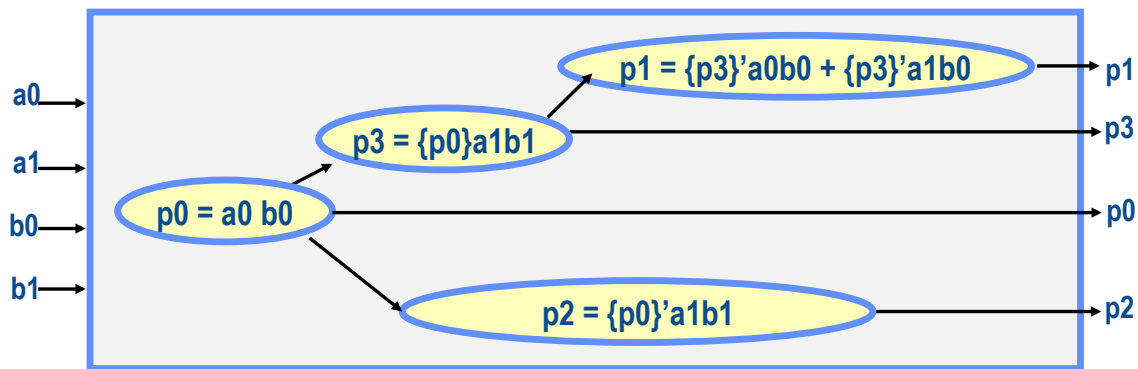 a0
a1
b0
b1
p1 = {p3}’a0b0 + {p3}’a1b0
p3 = {p0}a1b1
p0 = a0 b0
p2 = {p0}’a1b1
p1
p3
p0
p2